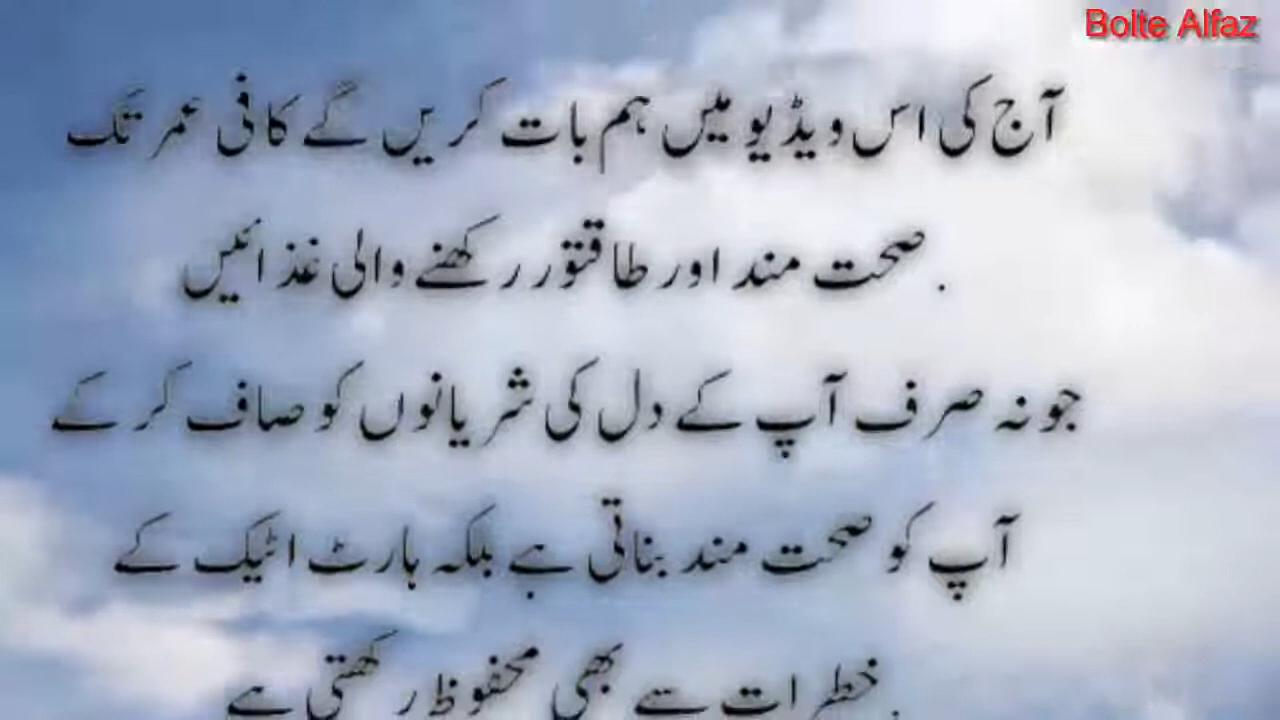 Bolte Alfaz
آج کی اس ویڈیو میں ہم بات کریں گے کافی عمر تک
صحت مند اور طاقتور رکھنے والی غذائیں.
جو نہ صرف آپ کے دل کی شریانوں کو صاف کر کے
آپ کو صحت مند بناتی ہے بلکہ ہارٹ اٹیک کے
خطرات سے بھی محفوظ رکھتی ہے.